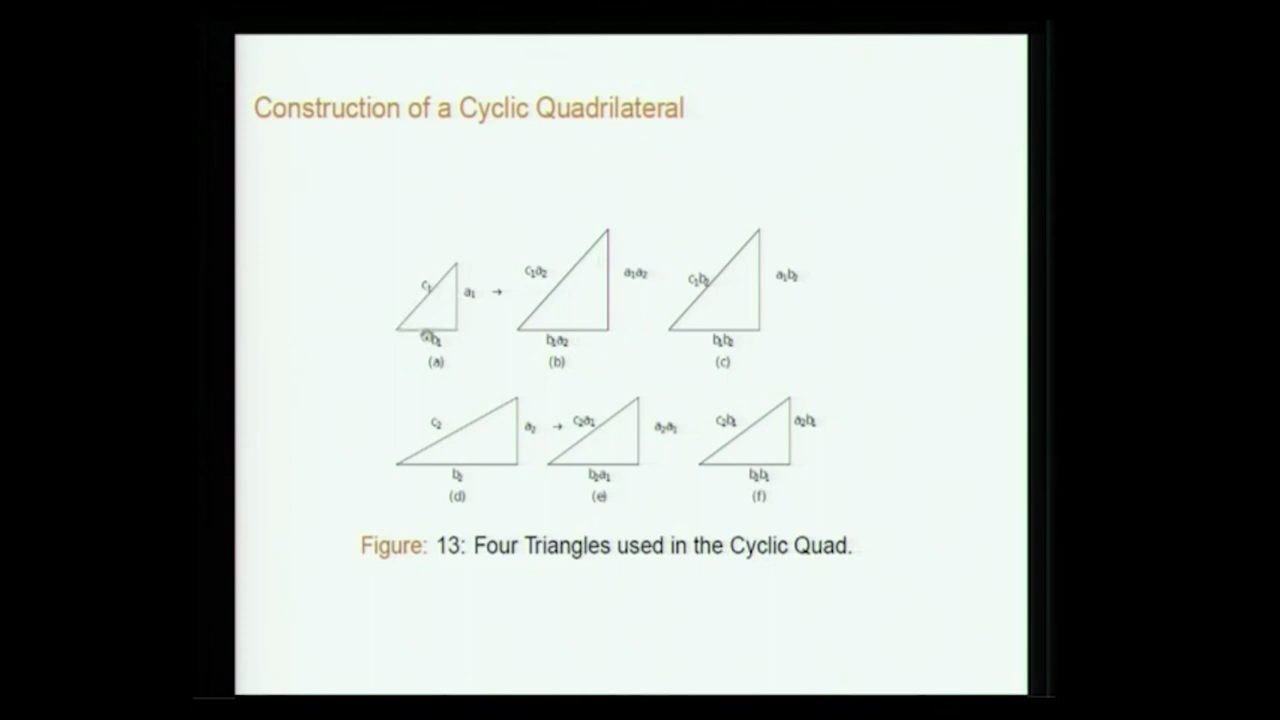 Construction of a Cyclic Quadrilateral
c₁ a₁ → c₁a₂ a₁a₂ c₁b₂ a₁b₂
b₁ b₁a₂ b₁b₂
(a) (b) (c)
c₂ a₂ → c₂a₁ a₂a₁ c₂b₁ a₂b₁
b₂ b₂a₁ b₂b₁
(d) (e) (f)
Figure: 13: Four Triangles used in the Cyclic Quad.